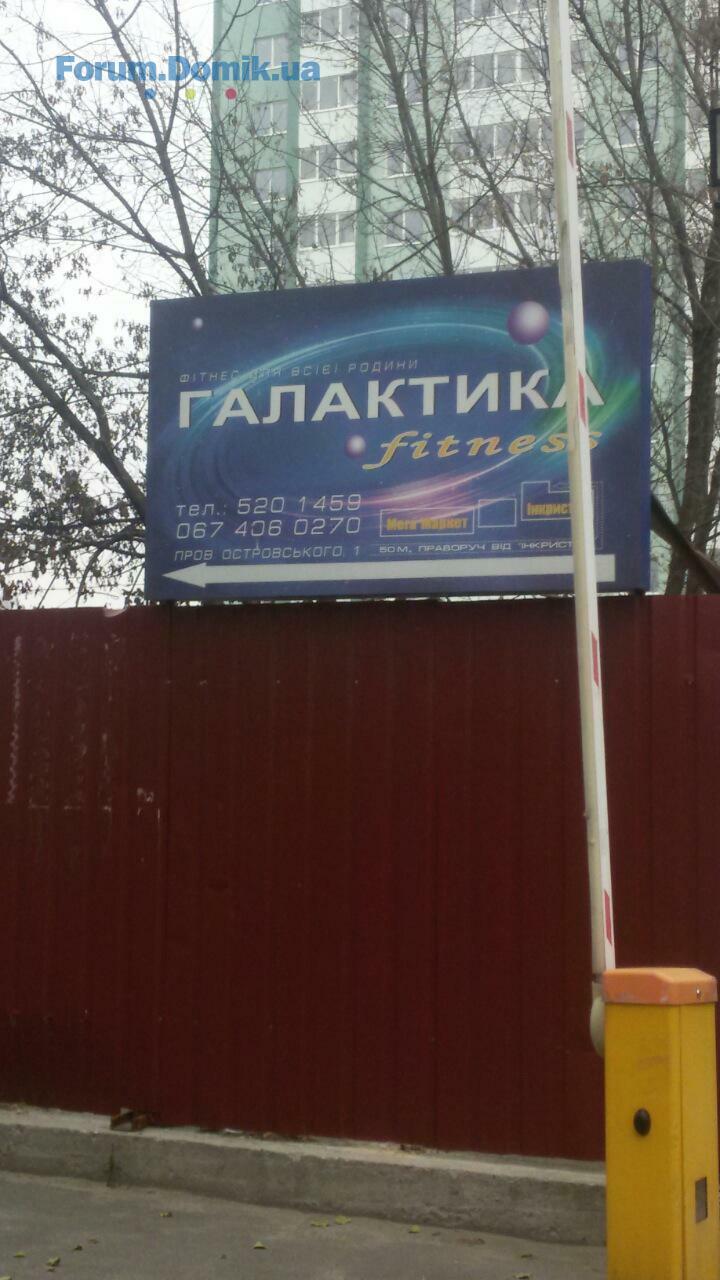 Forum.Domik.ua
ФІТНЕС ДЛЯ ВСІЄЇ РОДИНИ
ГАЛАКТИКА
fitness
тел.: 520 1459
067 406 0270
Мега Маркет
Інкрист
ПРОВ. ОСТРОВСЬКОГО, 1
50М, ПРАВОРУЧ ВІД "ІНКРИСТ